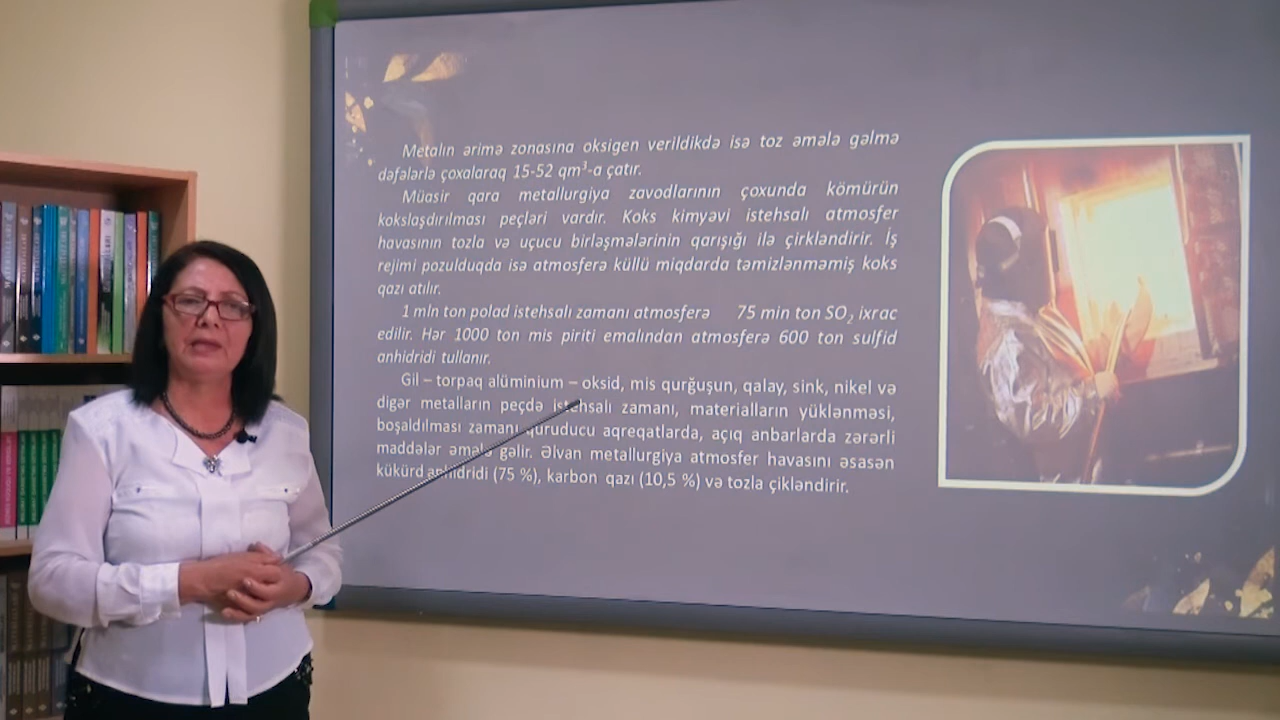 Metalın ərimə zonasına oksigen verildikdə isə toz əmələ gəlmə
dəfələrlə çoxalaraq 15-52 qm³-a çatır.
Müasir qara metallurgiya zavodlarının çoxunda kömürün
kokslaşdırılması peçləri vardır. Koks kimyəvi istehsalı atmosfer
havasının tozla və uçucu birləşmələrinin qarışığı ilə çirkləndirir. İş
rejimi pozulduqda isə atmosferə küllü miqdarda təmizlənməmiş koks
qazı atılır.
1 mln ton polad istehsalı zamanı atmosferə 75 min ton SO₂ ixrac
edilir. Hər 1000 ton mis piriti emalından atmosferə 600 ton sulfid
anhidridi tullanır.
Gil – torpaq alüminium – oksid, mis qurğuşun, qalay, sink, nikel və
digər metalların peçdə istehsalı zamanı, materialların yüklənməsi,
boşaldılması zamanı quruducu aqreqatlarda, açıq anbarlarda zərərli
maddələr əmələ gəlir. Əlvan metallurgiya atmosfer havasını əsasən
kükürd anhidridi (75 %), karbon qazı (10,5 %) və tozla çikləndirir.